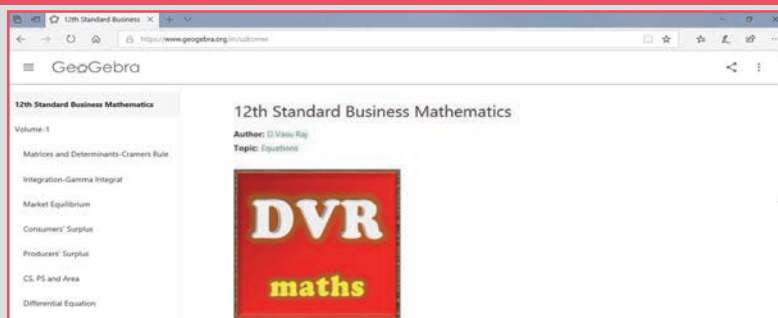 12th Standard Business
https://www.geogebra.org/m/uzkcrnwr
GeoGebra
12th Standard Business Mathematics
Volume-1
Matrices and Determinants-Cramers Rule
Integration-Gamma Integral
Market Equilibrium
Consumers' Surplus
Producers' Surplus
CS, PS and Area
Differential Equation
12th Standard Business Mathematics
Author: D.Vasu Raj
Topic: Equations
DVR
maths